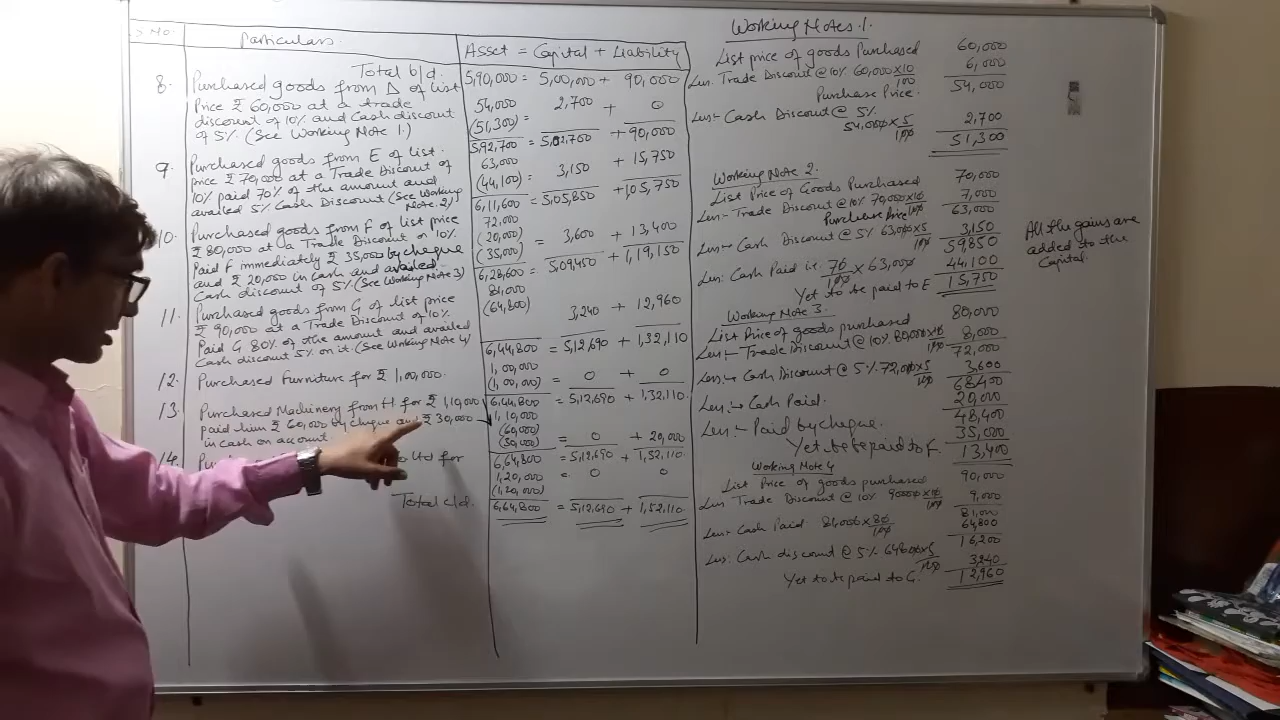 S.No.
Particulars
Asset = Capital + Liability
Total b/d.
5,90,000 = 5,00,000 + 90,000
8. Purchased goods from D of list
Price ₹ 60,000 at a trade
discount of 10% and Cash discount
of 5% (See Working Note 1.)
54,000
(51,300) = 2,700 + 0
5,92,700 = 5,02,700 + 90,000
9. Purchased goods from E of list
price ₹ 70,000 at a Trade Discount of
10% paid 70% of the amount and
availed 5% Cash Discount (See Working
Note. 2)
63,000
(44,100) = 3,150 + 15,750
6,11,600 = 5,05,850 + 1,05,750
10. Purchased goods from F of list price
₹ 80,000 at a Trade Discount of 10%.
Paid F immediately ₹ 35,000 by cheque
and ₹ 20,000 in cash and availed
Cash discount of 5% (See Working Note 3)
72,000
(20,000)
(35,000) = 3,600 + 13,400
6,28,600 = 5,09,450 + 1,19,150
11. Purchased goods from G of list price
₹ 90,000 at a Trade Discount of 10%.
Paid G 80% of the amount and availed
Cash discount 5% on it. (See Working Note 4)
81,000
(64,800)
3,240 + 12,960
6,44,800 = 5,12,690 + 1,32,110
12. Purchased Furniture for ₹ 1,00,000.
1,00,000
(1,00,000) = 0 + 0
6,44,800 = 5,12,690 + 1,32,110
13. Purchased Machinery from H for ₹ 1,10,000
paid him ₹ 60,000 by cheque and ₹ 30,000
in cash on account.
1,10,000
(60,000)
(30,000) = 0 + 20,000
6,64,800 = 5,12,690 + 1,52,110
14. Ltd for
1,20,000 = 0 0
(1,20,000)
Total c/d.
6,64,800 = 5,12,690 + 1,52,110
Working Notes 1.
List price of goods Purchased 60,000
Less: Trade Discount @ 10% 60,000 × 10/100 6,000
Purchase Price. 54,000
Less:- Cash Discount @ 5%
54,000 × 5/100 2,700
51,300
Working Note 2.
List Price of Goods Purchased 70,000
Less:- Trade Discount @ 10% 70,000 × 10/100 7,000
Purchase Price 63,000
Less:- Cash Discount @ 5% 63,000 × 5/100 3,150
59,850
Less: Cash Paid i.e. 70/100 × 63,000 44,100
Yet to be paid to E 15,750
Working Note 3.
List Price of goods purchased 80,000
Less:- Trade Discount @ 10% 80,000 × 10/100 8,000
72,000
Less:- Cash Discount @ 5% 72,000 × 5/100 3,600
68,400
Less:- Cash Paid. 20,000
48,400
Less:- Paid by cheque. 35,000
Yet to be paid to F. 13,400
Working Note 4
List Price of goods purchased 90,000
Less Trade Discount @ 10% 90000 × 10/100 9,000
81,000
Less:- Cash Paid 81,000 × 80/100 64,800
16,200
Less: Cash discount @ 5% 64800 × 5/100 3,240
Yet to be paid to G. 12,960
All the gains are
added to the
Capital.